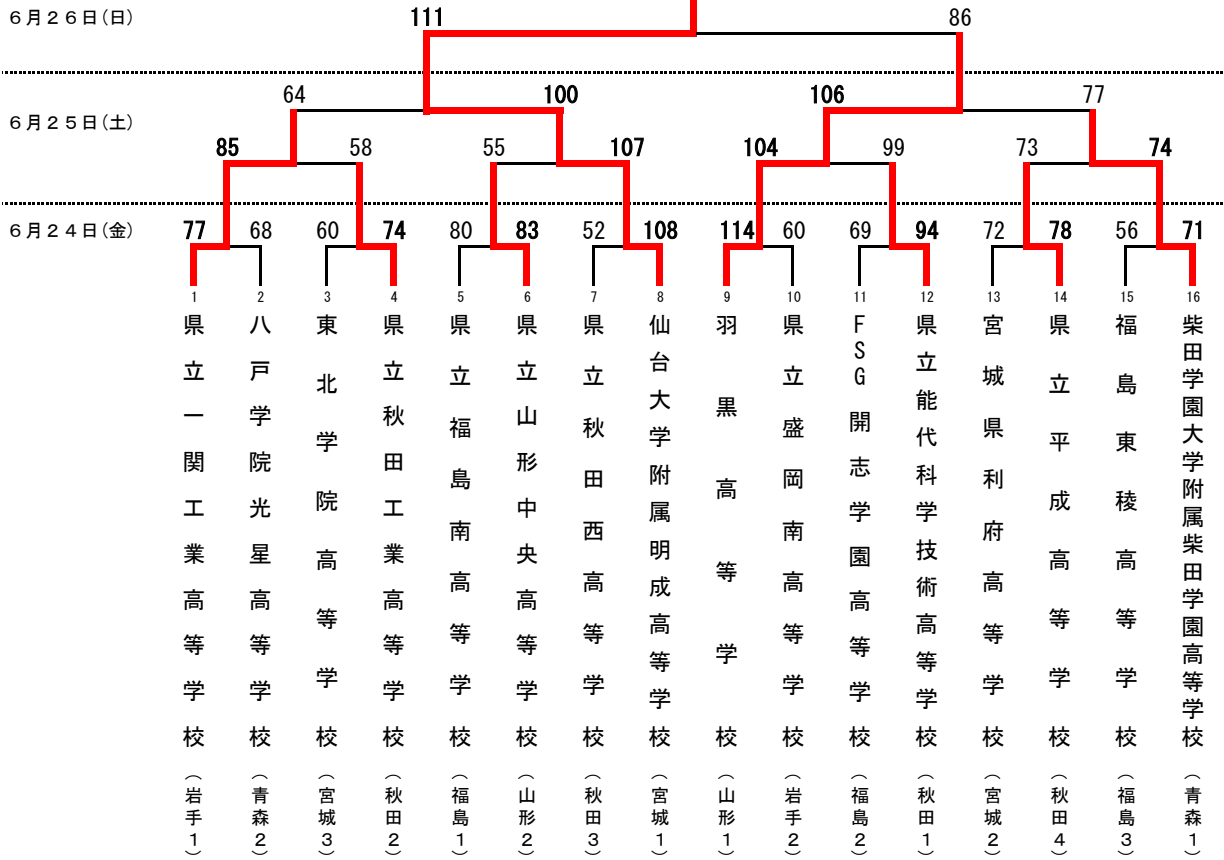 6月26日(日)
111
86
64
100
106
77
6月25日(土)
85
58
55
107
104
99
73
74
6月24日(金)
77
68
60
74
80
83
52
108
114
60
69
94
72
78
56
71
1
2
3
4
5
6
7
8
9
10
11
12
13
14
15
16
県立一関工業高等学校
(岩手1)
八戸学院光星高等学校
(青森2)
東北学院高等学校
(宮城3)
県立秋田工業高等学校
(秋田2)
県立福島南高等学校
(福島1)
県立山形中央高等学校
(山形2)
県立秋田西高等学校
(秋田3)
仙台大学附属明成高等学校
(宮城1)
羽黒高等学校
(山形1)
県立盛岡南高等学校
(岩手2)
FSG開志学園高等学校
(福島2)
県立能代科学技術高等学校
(秋田1)
宮城県利府高等学校
(宮城2)
県立平成高等学校
(秋田4)
福島東稜高等学校
(福島3)
柴田学園大学附属柴田学園高等学校
(青森1)